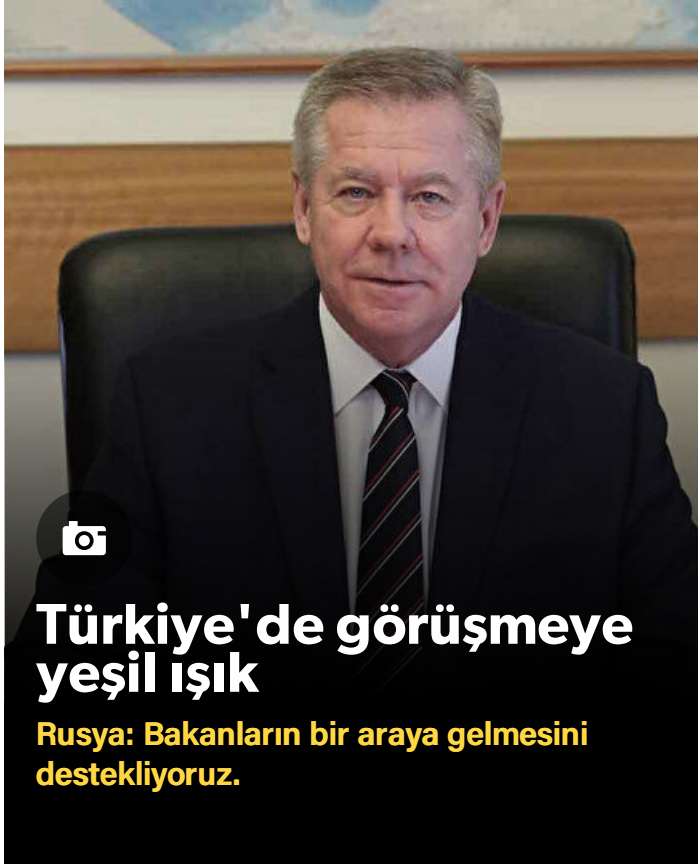 Türkiye'de görüşmeye
yeşil ışık
Rusya: Bakanların bir araya gelmesini
destekliyoruz.